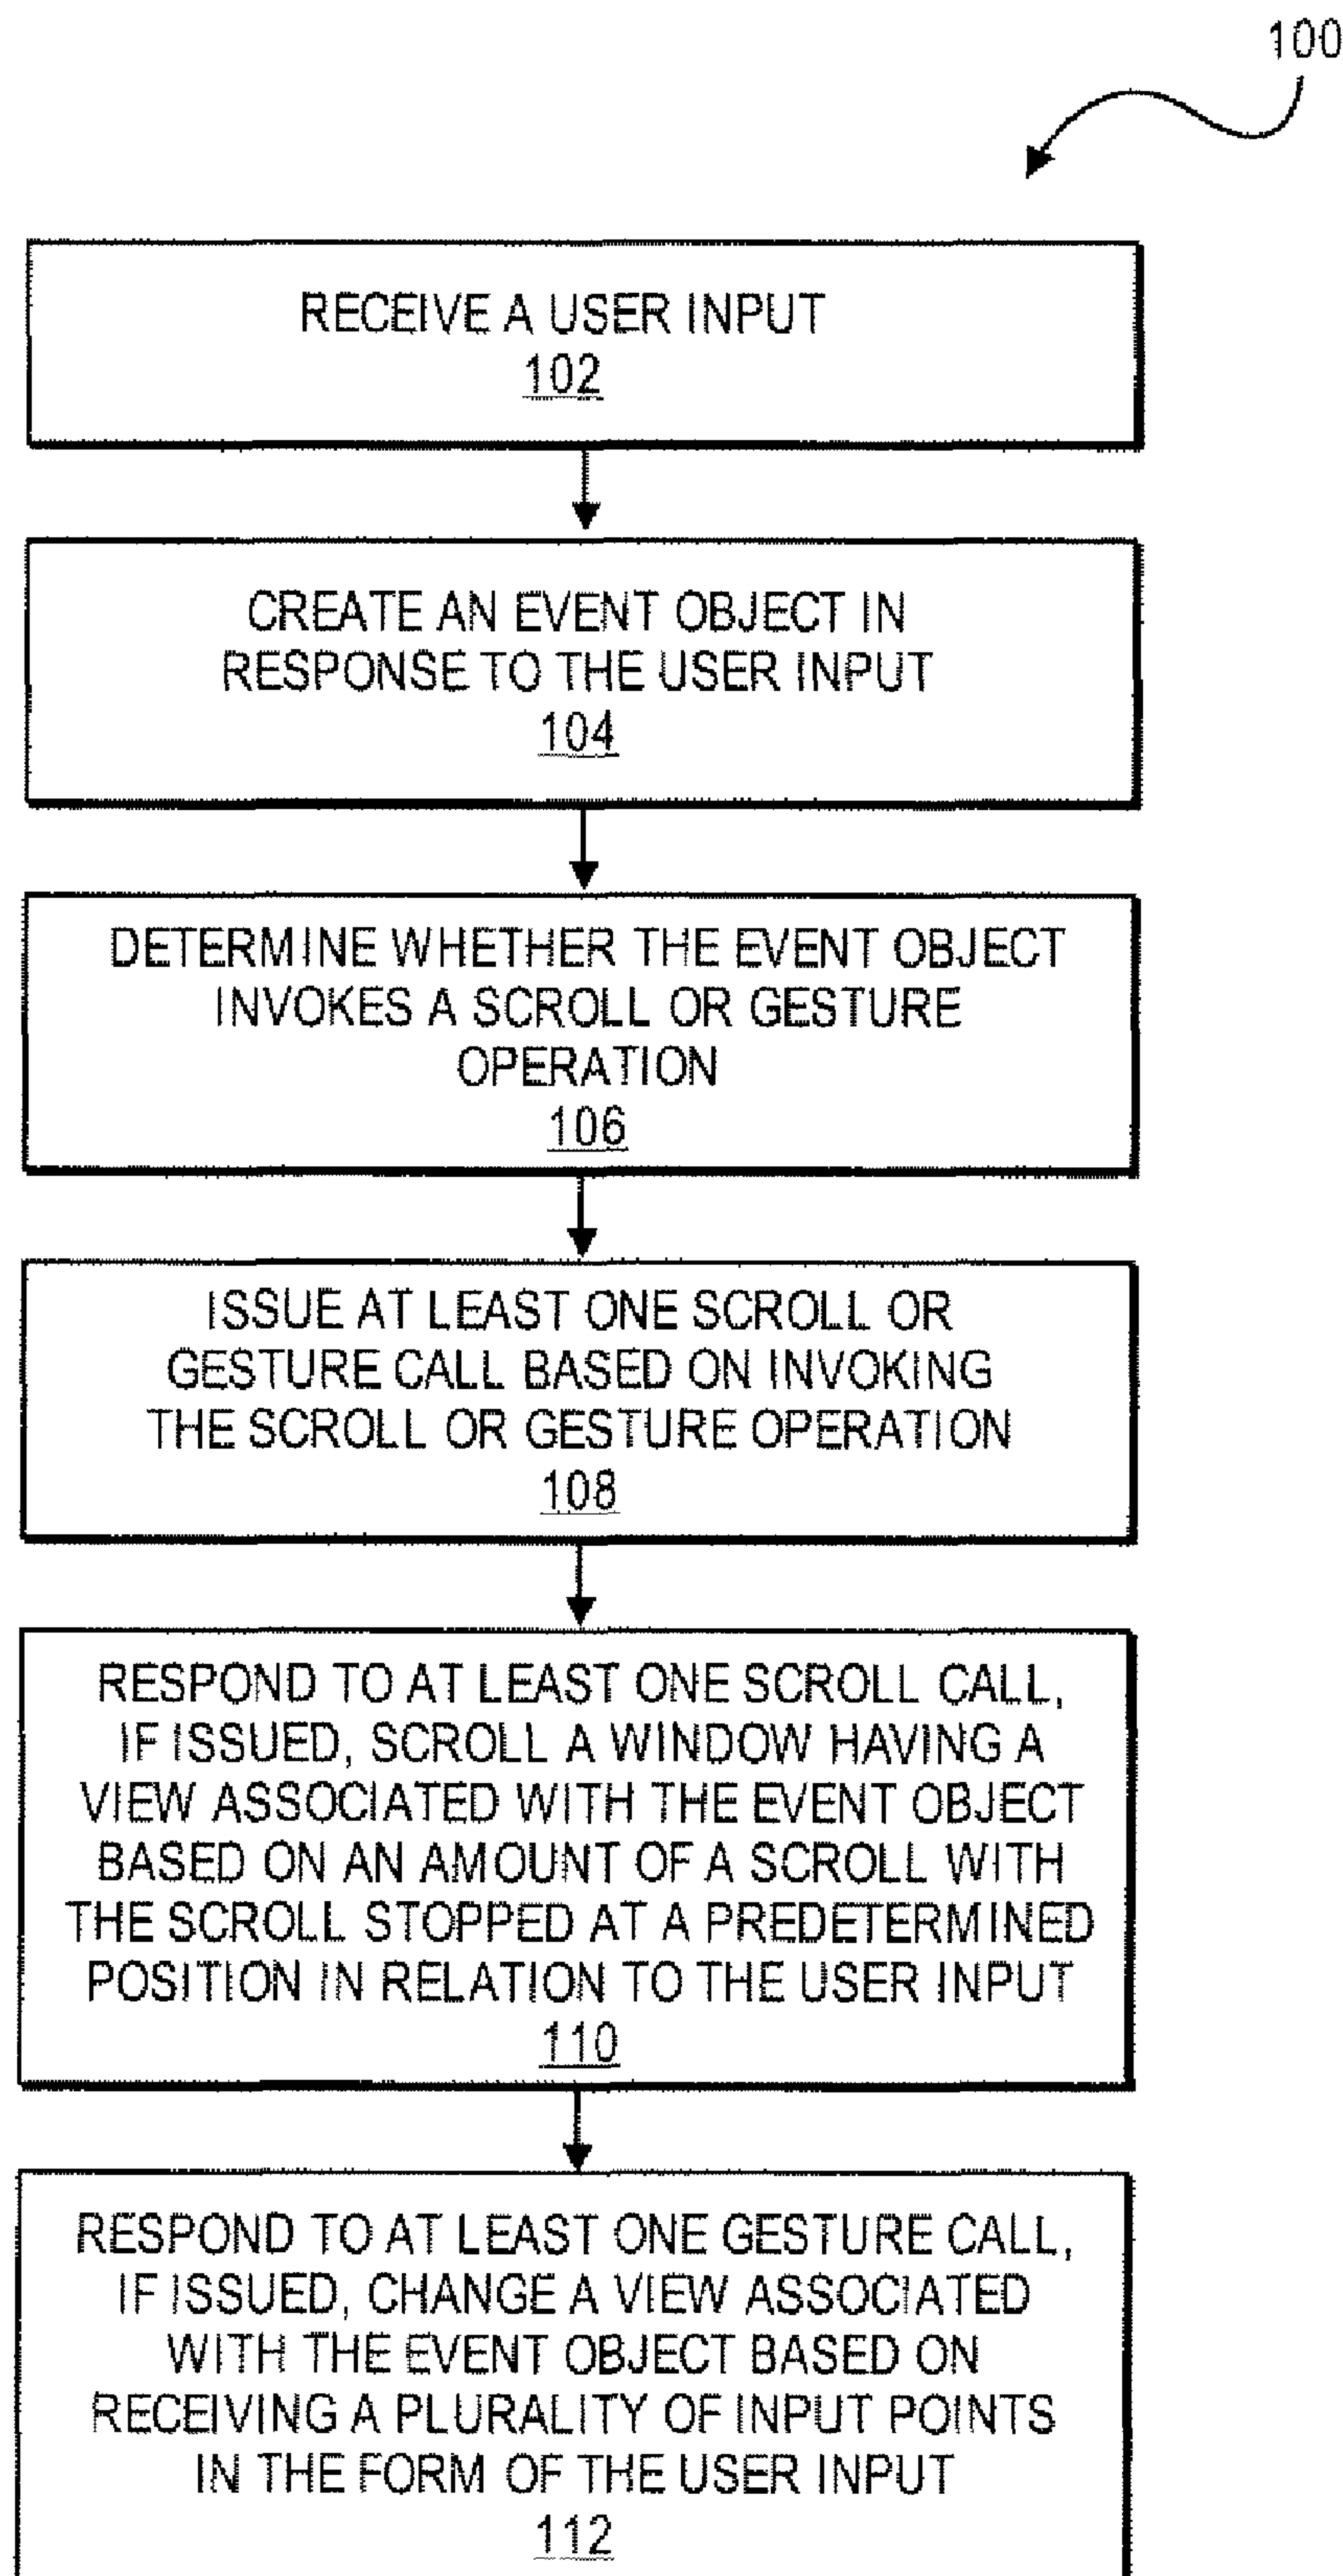 100
RECEIVE A USER INPUT
102
CREATE AN EVENT OBJECT IN
RESPONSE TO THE USER INPUT
104
DETERMINE WHETHER THE EVENT OBJECT
INVOKES A SCROLL OR GESTURE
OPERATION
106
ISSUE AT LEAST ONE SCROLL OR
GESTURE CALL BASED ON INVOKING
THE SCROLL OR GESTURE OPERATION
108
RESPOND TO AT LEAST ONE SCROLL CALL,
IF ISSUED, SCROLL A WINDOW HAVING A
VIEW ASSOCIATED WITH THE EVENT OBJECT
BASED ON AN AMOUNT OF A SCROLL WITH
THE SCROLL STOPPED AT A PREDETERMINED
POSITION IN RELATION TO THE USER INPUT
110
RESPOND TO AT LEAST ONE GESTURE CALL,
IF ISSUED, CHANGE A VIEW ASSOCIATED
WITH THE EVENT OBJECT BASED ON
RECEIVING A PLURALITY OF INPUT POINTS
IN THE FORM OF THE USER INPUT
112